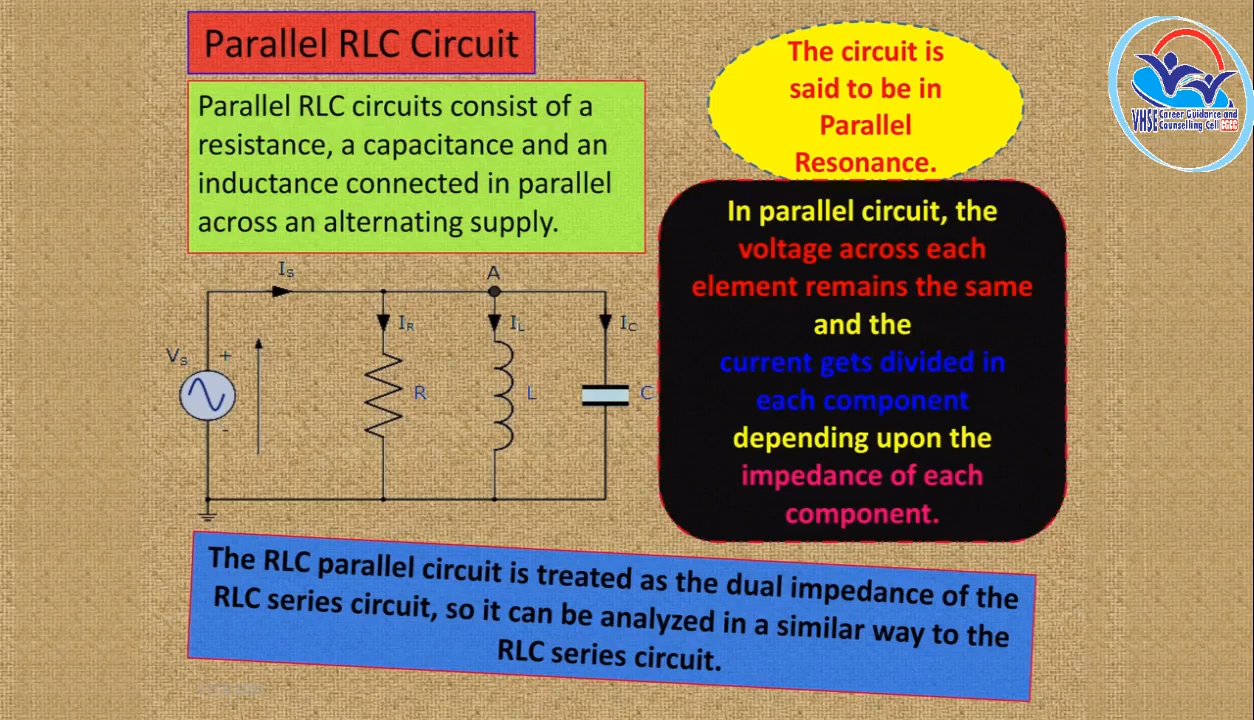 Parallel RLC Circuit
Parallel RLC circuits consist of a
resistance, a capacitance and an
inductance connected in parallel
across an alternating supply.
The circuit is
said to be in
Parallel
Resonance.
VHSE Career Guidance and
Counselling Cell CGCC
In parallel circuit, the
voltage across each
element remains the same
and the
current gets divided in
each component
depending upon the
impedance of each
component.
IS
A
IR
IL
IC
VS
+
-
R
L
C
The RLC parallel circuit is treated as the dual impedance of the
RLC series circuit, so it can be analyzed in a similar way to the
RLC series circuit.